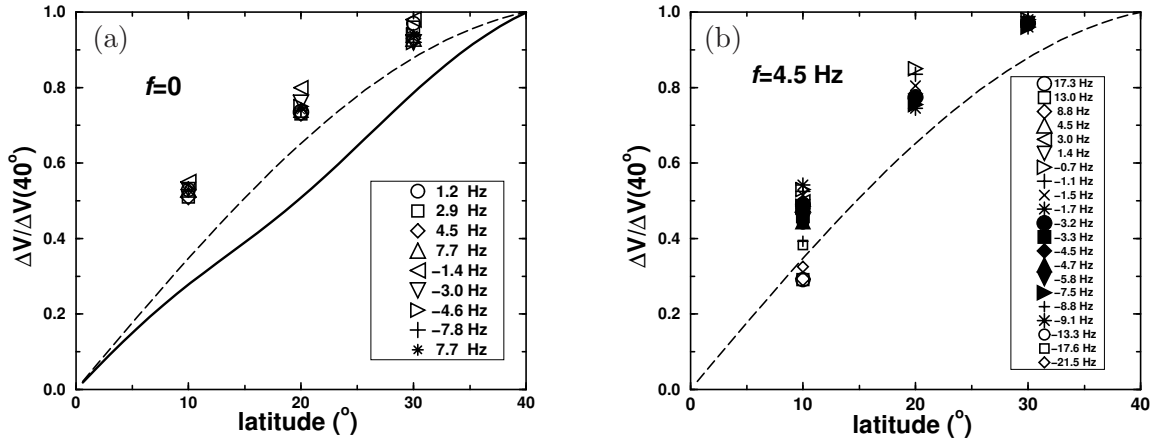 (a)
f=0
ΔV/ΔV(40°)
1.0
0.8
0.6
0.4
0.2
0.0
0 10 20 30 40
latitude (°)
1.2 Hz
2.9 Hz
4.5 Hz
7.7 Hz
−1.4 Hz
−3.0 Hz
−4.6 Hz
−7.8 Hz
7.7 Hz
(b)
f=4.5 Hz
ΔV/ΔV(40°)
1.0
0.8
0.6
0.4
0.2
0.0
0 10 20 30 40
latitude (°)
17.3 Hz
13.0 Hz
8.8 Hz
4.5 Hz
3.0 Hz
1.4 Hz
−0.7 Hz
−1.1 Hz
−1.5 Hz
−1.7 Hz
−3.2 Hz
−3.3 Hz
−4.5 Hz
−4.7 Hz
−5.8 Hz
−7.5 Hz
−8.8 Hz
−9.1 Hz
−13.3 Hz
−17.6 Hz
−21.5 Hz